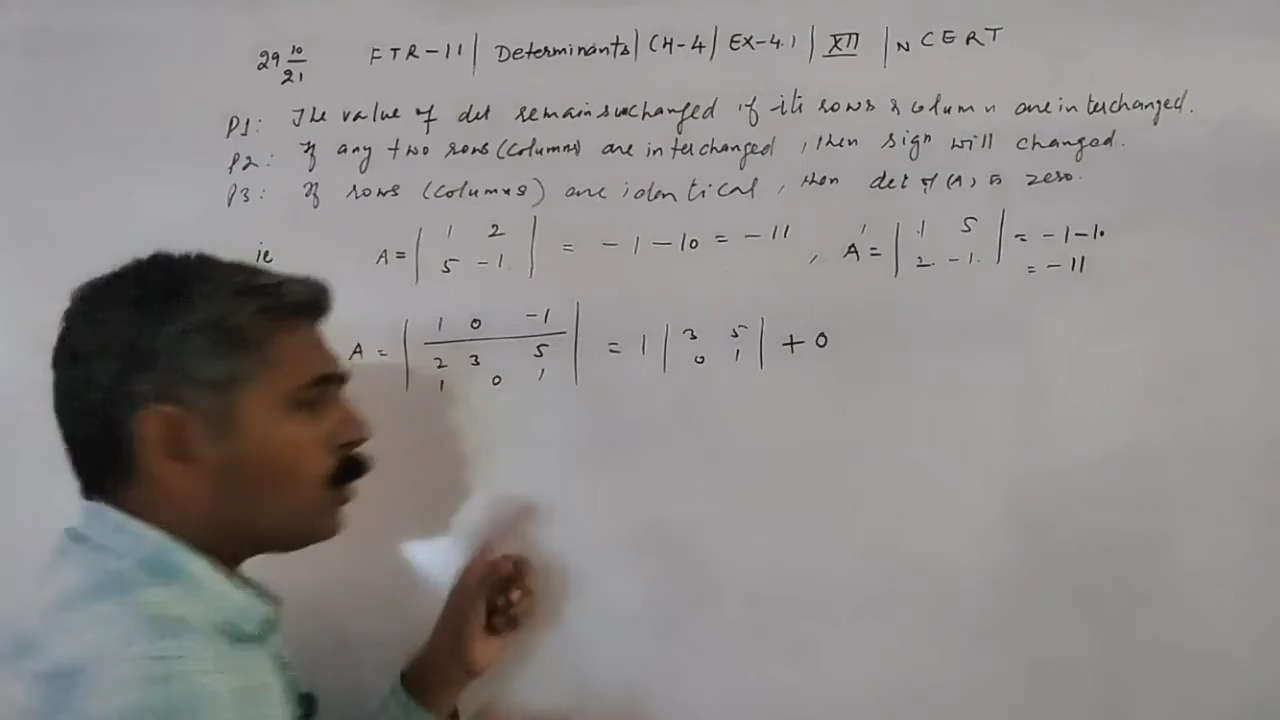 29 10/21 FTR-11 | Determinants | CH-4 | EX-4.1 | XII | NCERT
P1: The value of det remains unchanged if its rows & column are interchanged.
P2: If any two rows (columns) are interchanged, then sign will changed.
P3: If rows (columns) are identical, then det of (A) is zero.
ie A = | 1 2 | = -1 - 10 = -11 , A' = | 1 5 | = -1-10
| 5 -1 | | 2 -1 | = -11
A = | 1 0 -1 | = 1 | 3 5 | + 0
| 2 3 5 | | 0 1 |
| 1 0 1 |